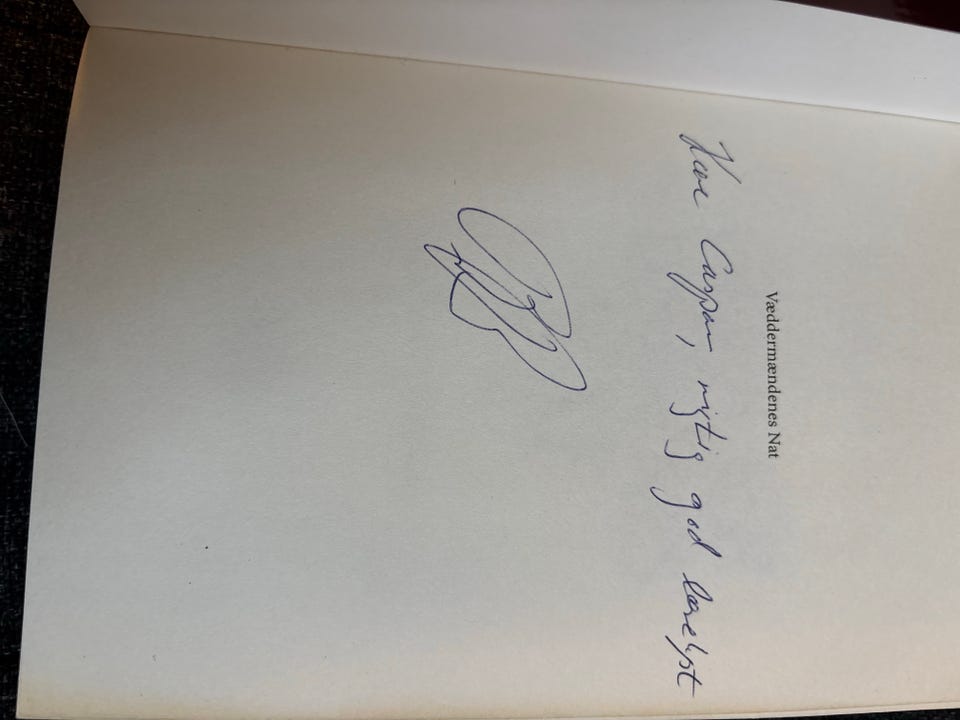 Væddermændenes Nat
Kære Caspar, rigtig god læselyst